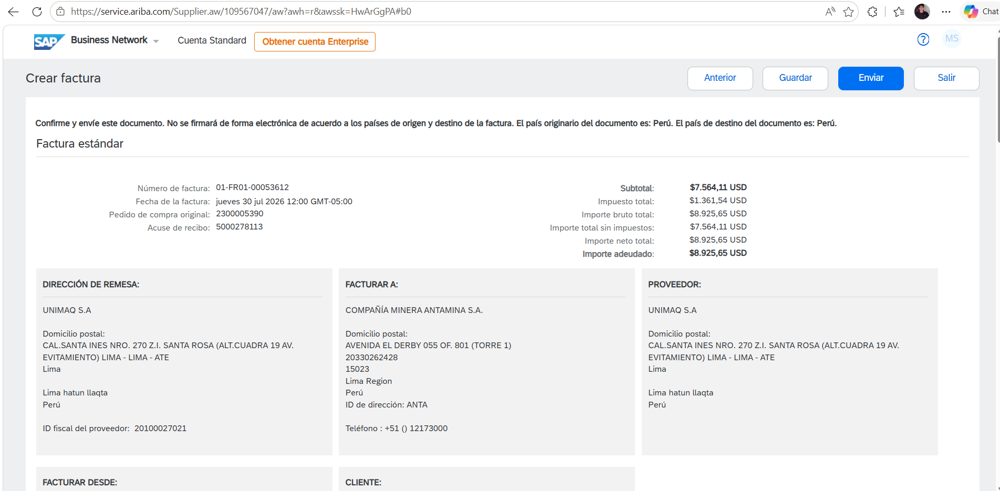 https://service.ariba.com/Supplier.aw/109567047/aw?awh=r&awssk=HwArGgPA#b0
Chat
SAP Business Network
Cuenta Standard
Obtener cuenta Enterprise
MS
Crear factura
Anterior
Guardar
Enviar
Salir
Confirme y envíe este documento. No se firmará de forma electrónica de acuerdo a los países de origen y destino de la factura. El país originario del documento es: Perú. El país de destino del documento es: Perú.
Factura estándar
Número de factura: 01-FR01-00053612
Fecha de la factura: jueves 30 jul 2026 12:00 GMT-05:00
Pedido de compra original: 2300005390
Acuse de recibo: 5000278113
Subtotal: $7.564,11 USD
Impuesto total: $1.361,54 USD
Importe bruto total: $8.925,65 USD
Importe total sin impuestos: $7.564,11 USD
Importe neto total: $8.925,65 USD
Importe adeudado: $8.925,65 USD
DIRECCIÓN DE REMESA:
UNIMAQ S.A
Domicilio postal:
CAL.SANTA INES NRO. 270 Z.I. SANTA ROSA (ALT.CUADRA 19 AV.
EVITAMIENTO) LIMA - LIMA - ATE
Lima
Lima hatun llaqta
Perú
ID fiscal del proveedor: 20100027021
FACTURAR A:
COMPAÑÍA MINERA ANTAMINA S.A.
Domicilio postal:
AVENIDA EL DERBY 055 OF. 801 (TORRE 1)
20330262428
15023
Lima Region
Perú
ID de dirección: ANTA
Teléfono : +51 () 12173000
PROVEEDOR:
UNIMAQ S.A
Domicilio postal:
CAL.SANTA INES NRO. 270 Z.I. SANTA ROSA (ALT.CUADRA 19 AV.
EVITAMIENTO) LIMA - LIMA - ATE
Lima
Lima hatun llaqta
Perú
FACTURAR DESDE:
CLIENTE: